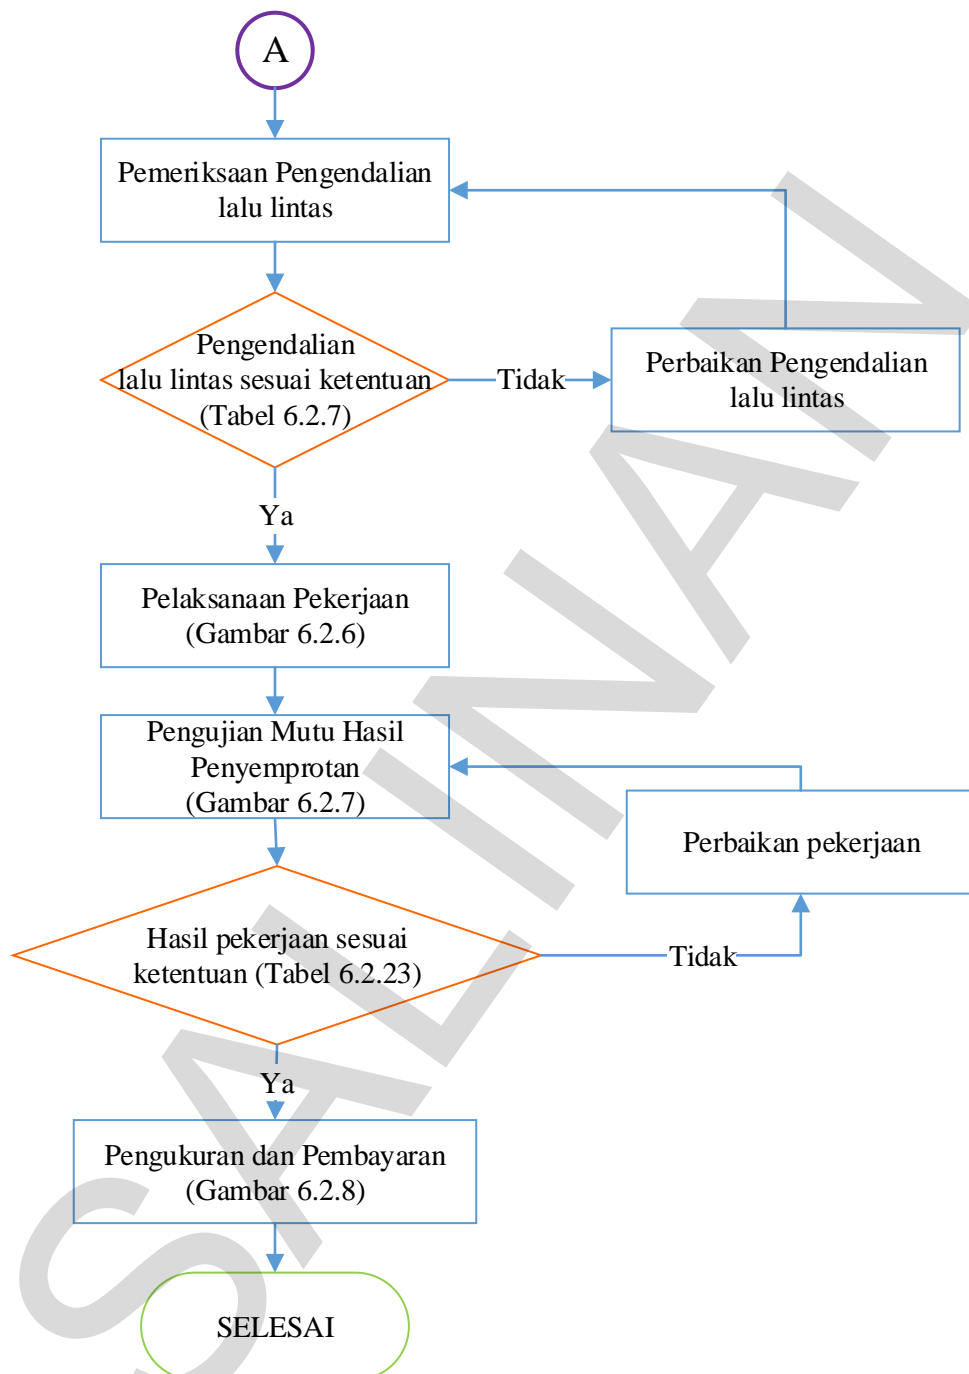 A
Pemeriksaan Pengendalian
lalu lintas
Pengendalian
lalu lintas sesuai ketentuan
(Tabel 6.2.7)
Tidak
Perbaikan Pengendalian
lalu lintas
Ya
Pelaksanaan Pekerjaan
(Gambar 6.2.6)
Pengujian Mutu Hasil
Penyemprotan
(Gambar 6.2.7)
Perbaikan pekerjaan
Hasil pekerjaan sesuai
ketentuan (Tabel 6.2.23)
Tidak
Ya
Pengukuran dan Pembayaran
(Gambar 6.2.8)
SELESAI
SALINAN